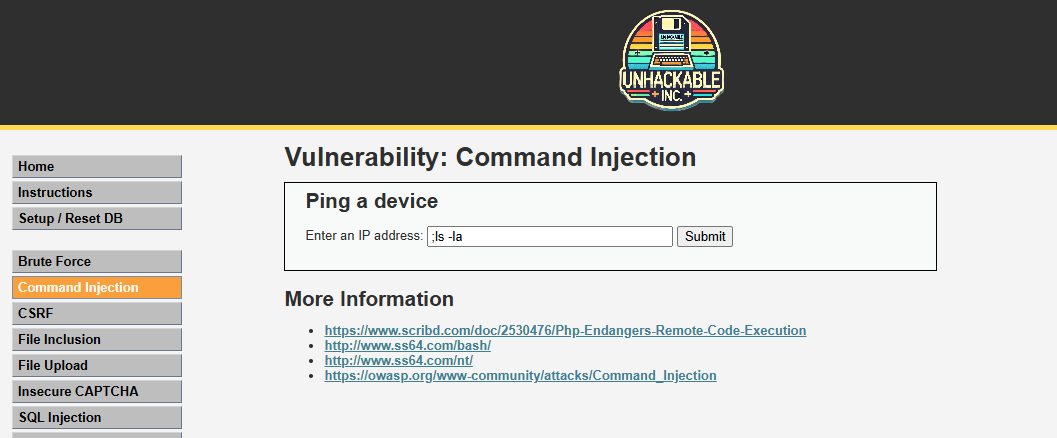 UNHACKABLE
UNHACKABLE
INC.
Home
Instructions
Setup / Reset DB
Brute Force
Command Injection
CSRF
File Inclusion
File Upload
Insecure CAPTCHA
SQL Injection
Vulnerability: Command Injection
Ping a device
Enter an IP address: ;ls -la Submit
More Information
https://www.scribd.com/doc/2530476/Php-Endangers-Remote-Code-Execution
http://www.ss64.com/bash/
http://www.ss64.com/nt/
https://owasp.org/www-community/attacks/Command_Injection